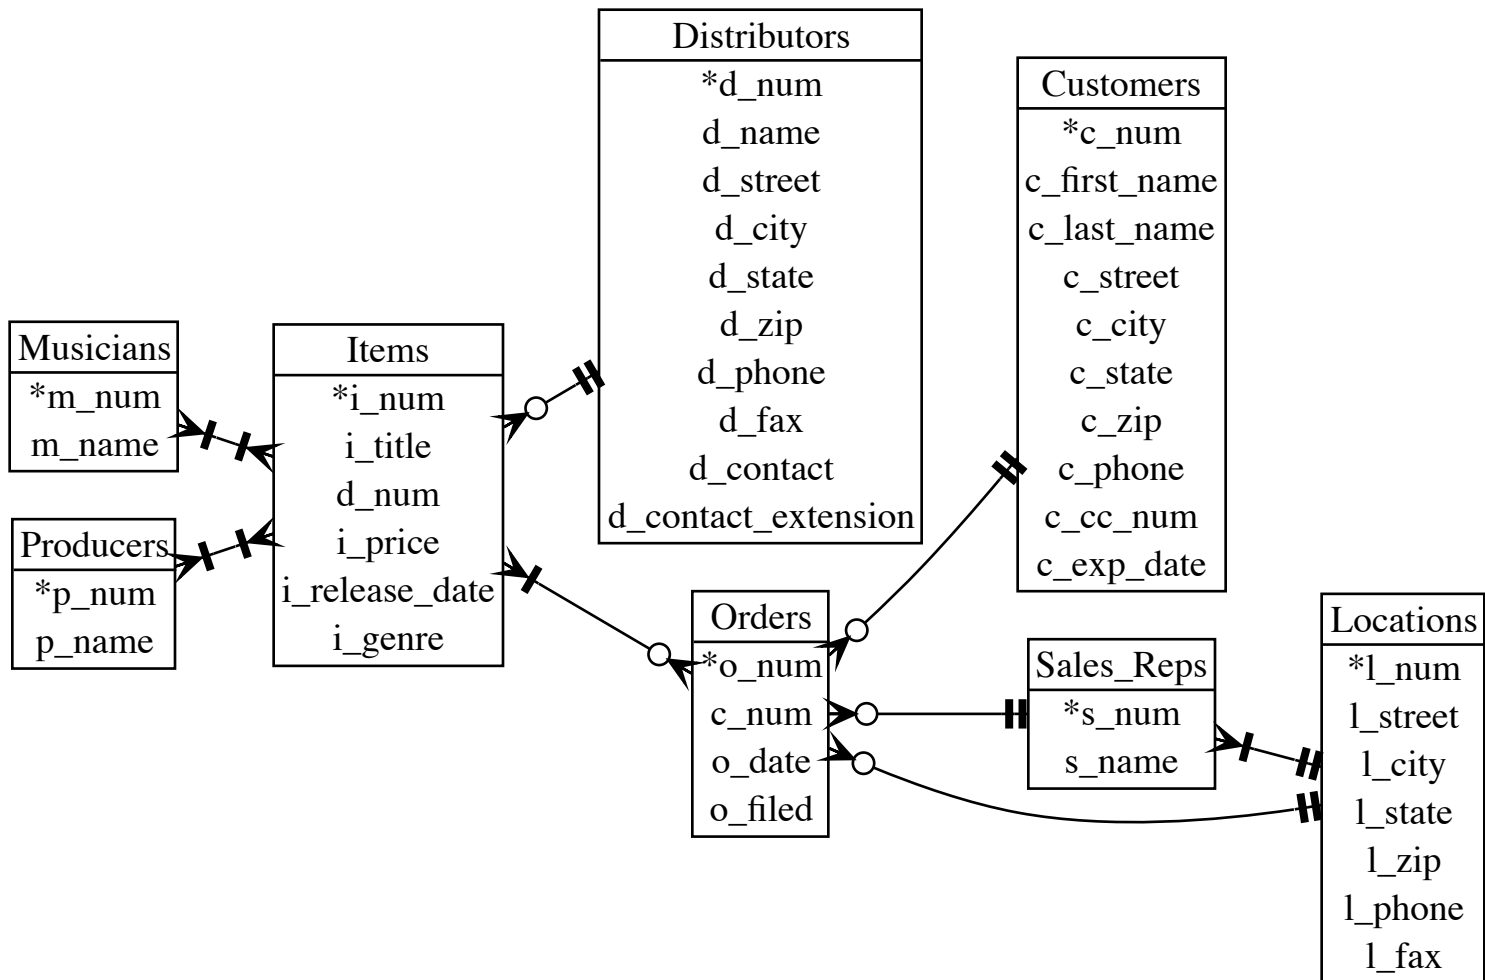 Distributors
*d_num
d_name
d_street
d_city
d_state
d_zip
d_phone
d_fax
d_contact
d_contact_extension
Customers
*c_num
c_first_name
c_last_name
c_street
c_city
c_state
c_zip
c_phone
c_cc_num
c_exp_date
Musicians
*m_num
m_name
Items
*i_num
i_title
d_num
i_price
i_release_date
i_genre
Producers
*p_num
p_name
Orders
*o_num
c_num
o_date
o_filed
Sales_Reps
*s_num
s_name
Locations
*l_num
l_street
l_city
l_state
l_zip
l_phone
l_fax